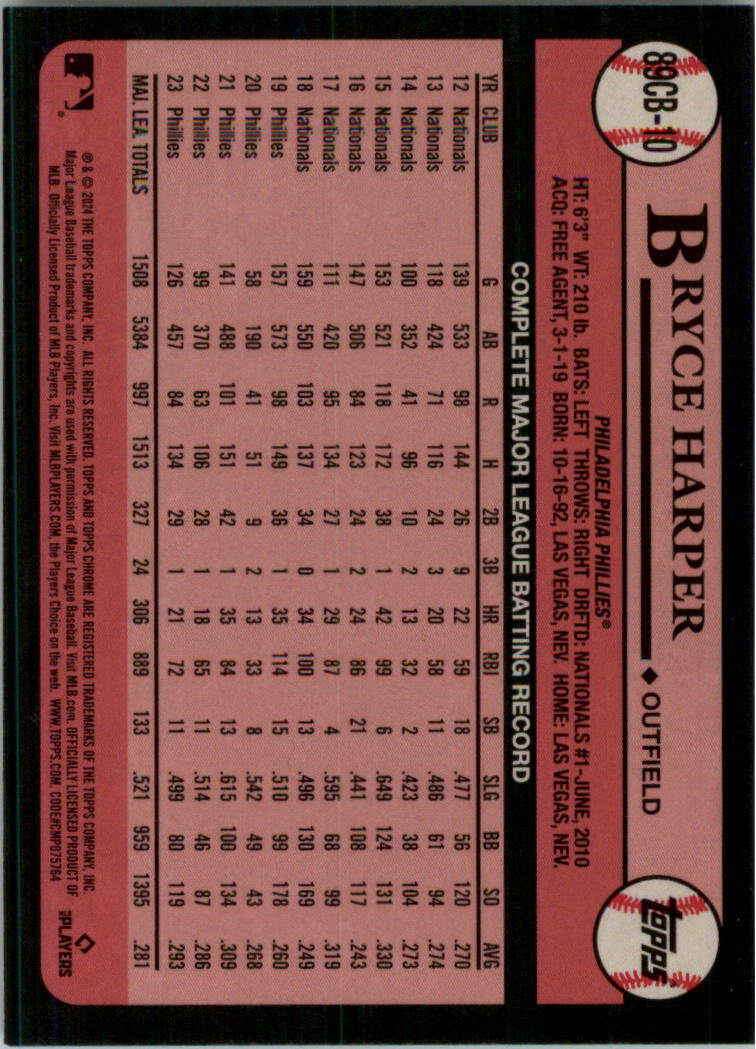 89CB-10
BRYCE HARPER
◆ OUTFIELD
topps
PHILADELPHIA PHILLIES®
HT: 6'3" WT: 210 lb. BATS: LEFT THROWS: RIGHT DRFTD: NATIONALS #1-JUNE, 2010
ACQ: FREE AGENT, 3-1-19 BORN: 10-16-92, LAS VEGAS, NEV. HOME: LAS VEGAS, NEV.
COMPLETE MAJOR LEAGUE BATTING RECORD
YR CLUB G AB R H 2B 3B HR RBI SB SLG BB SO AVG
12 Nationals 139 533 98 144 26 9 22 59 18 .477 56 120 .270
13 Nationals 118 424 71 116 24 3 20 58 11 .486 61 94 .274
14 Nationals 100 352 41 96 10 2 13 32 2 .423 38 104 .273
15 Nationals 153 521 118 172 38 1 42 99 6 .649 124 131 .330
16 Nationals 147 506 84 123 24 2 24 86 21 .441 108 117 .243
17 Nationals 111 420 95 134 27 1 29 87 4 .595 68 99 .319
18 Nationals 159 550 103 137 34 0 34 100 13 .496 130 169 .249
19 Phillies 157 573 98 149 36 1 35 114 15 .510 99 178 .260
20 Phillies 58 190 41 51 9 2 13 33 8 .542 49 43 .268
21 Phillies 141 488 101 151 42 1 35 84 13 .615 100 134 .309
22 Phillies 99 370 63 106 28 1 18 65 11 .514 46 87 .286
23 Phillies 126 457 84 134 29 1 21 72 11 .499 80 119 .293
MAJ. LEA. TOTALS 1508 5384 997 1513 327 24 306 889 133 .521 959 1395 .281
® & © 2024 THE TOPPS COMPANY, INC. ALL RIGHTS RESERVED. TOPPS AND TOPPS CHROME ARE REGISTERED TRADEMARKS OF THE TOPPS COMPANY, INC.
Major League Baseball trademarks and copyrights are used with permission of Major League Baseball. Visit MLB.com. OFFICIALLY LICENSED PRODUCT OF
MLB. Officially Licensed Product of MLB Players, Inc. Visit MLBPLAYERS.COM, the Players Choice on the web. WWW.TOPPS.COM. CODE#CMP075764
MLB PLAYERS